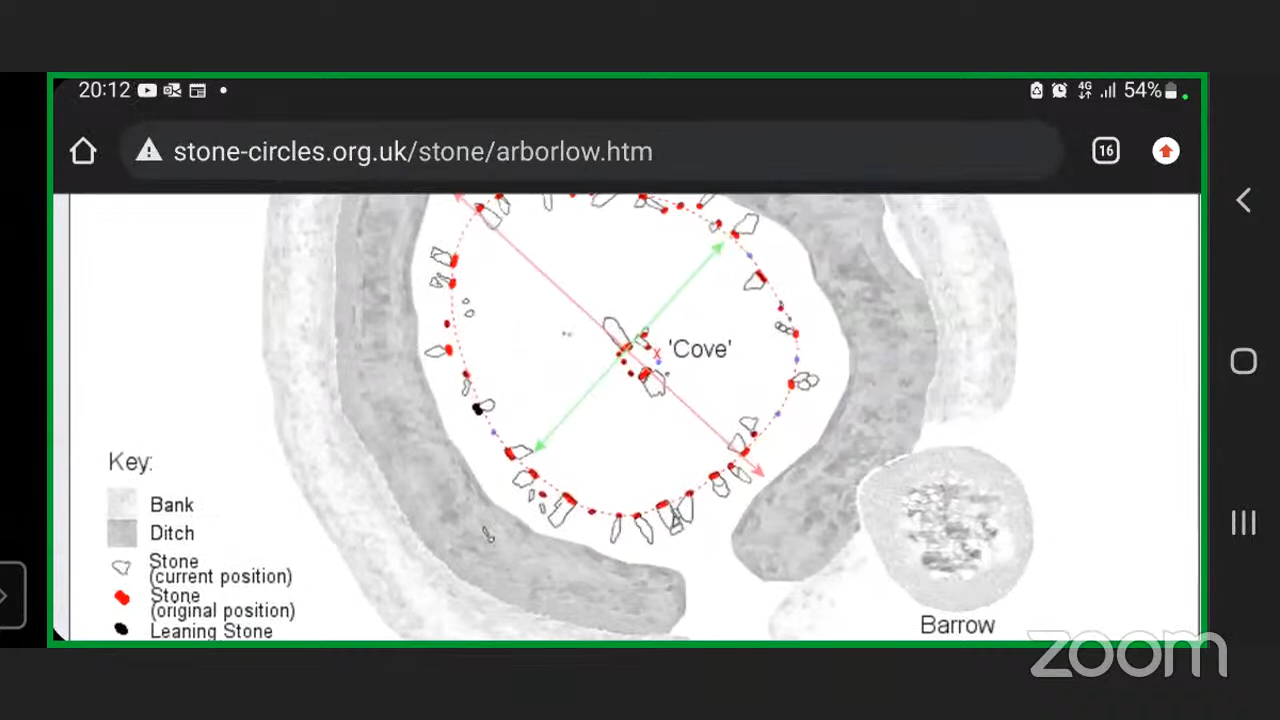 20:12
4G
54%
stone-circles.org.uk/stone/arborlow.htm
16
x
'Cove'
Key:
Bank
Ditch
Stone
(current position)
Stone
(original position)
Leaning Stone
Barrow
zoom